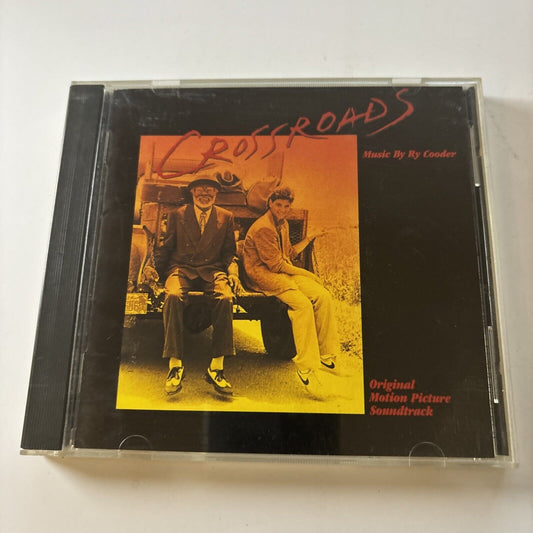 CROSSROADS
Music By Ry Cooder
Original
Motion Picture
Soundtrack